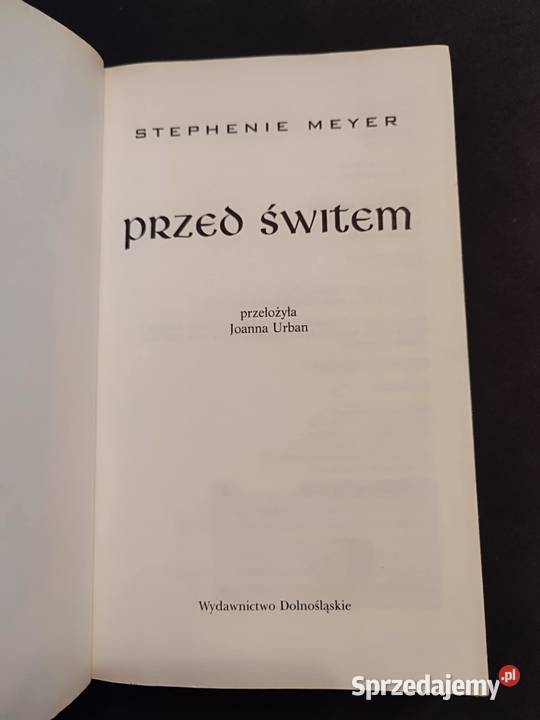 STEPHENIE MEYER
przed świtem
przełożyła
Joanna Urban
Wydawnictwo Dolnośląskie
Sprzedajemy.pl